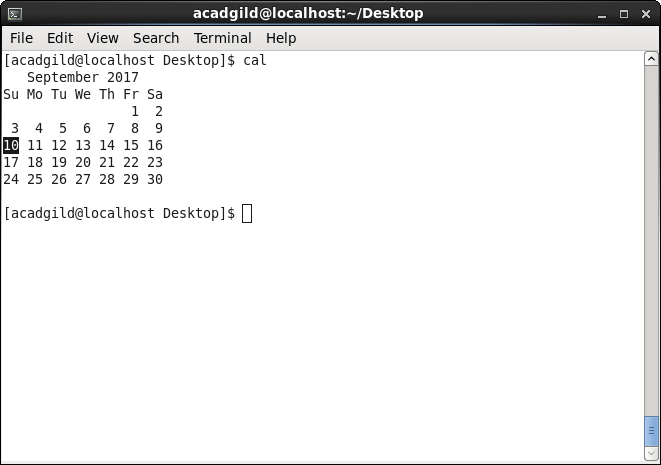 acadgild@localhost:~/Desktop
File Edit View Search Terminal Help
[acadgild@localhost Desktop]$ cal
   September 2017
Su Mo Tu We Th Fr Sa
                1  2
 3  4  5  6  7  8  9
10 11 12 13 14 15 16
17 18 19 20 21 22 23
24 25 26 27 28 29 30
[acadgild@localhost Desktop]$